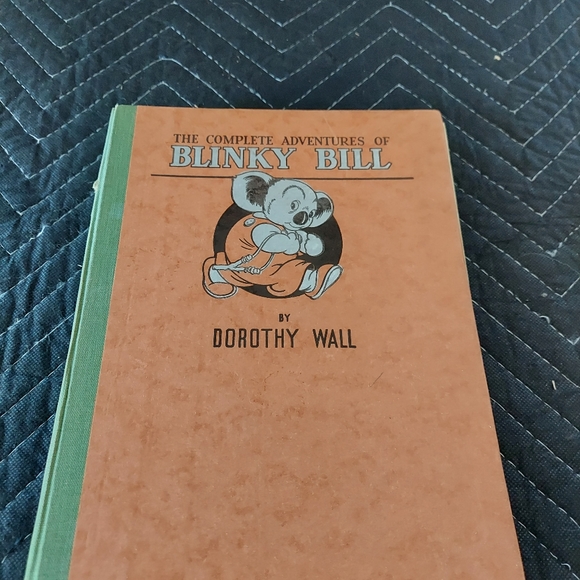 THE COMPLETE ADVENTURES OF
BLINKY BILL
BY
DOROTHY WALL